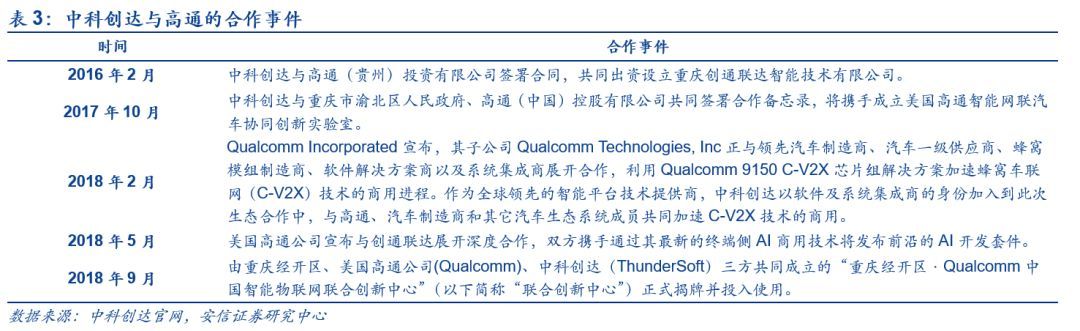 表 3：中科创达与高通的合作事件
时间 合作事件
2016 年 2 月 中科创达与高通（贵州）投资有限公司签署合同，共同出资设立重庆创通联达智能技术有限公司。
2017 年 10 月 中科创达与重庆市渝北区人民政府、高通（中国）控股有限公司共同签署合作备忘录，将携手成立美国高通智能网联汽
车协同创新实验室。
Qualcomm Incorporated 宣布，其子公司 Qualcomm Technologies, Inc 正与领先汽车制造商、汽车一级供应商、蜂窝
模组制造商、软件解决方案商以及系统集成商展开合作，利用 Qualcomm 9150 C-V2X 芯片组解决方案加速蜂窝车联
2018 年 2 月 网（C-V2X）技术的商用进程。作为全球领先的智能平台技术提供商，中科创达以软件及系统集成商的身份加入到此次
生态合作中，与高通、汽车制造商和其它汽车生态系统成员共同加速 C-V2X 技术的商用。
2018 年 5 月 美国高通公司宣布与创通联达展开深度合作，双方携手通过其最新的终端侧 AI 商用技术将发布前沿的 AI 开发套件。
2018 年 9 月 由重庆经开区、美国高通公司(Qualcomm)、中科创达（ThunderSoft）三方共同成立的“重庆经开区·Qualcomm 中
国智能物联网联合创新中心”（以下简称“联合创新中心”）正式揭牌并投入使用。
数据来源：中科创达官网，安信证券研究中心